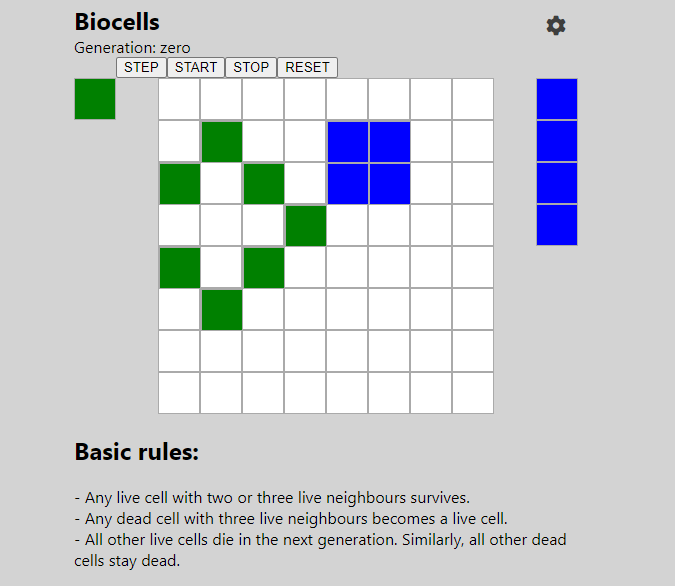 Biocells
Generation: zero
STEP START STOP RESET
Basic rules:
- Any live cell with two or three live neighbours survives.
- Any dead cell with three live neighbours becomes a live cell.
- All other live cells die in the next generation. Similarly, all other dead
cells stay dead.